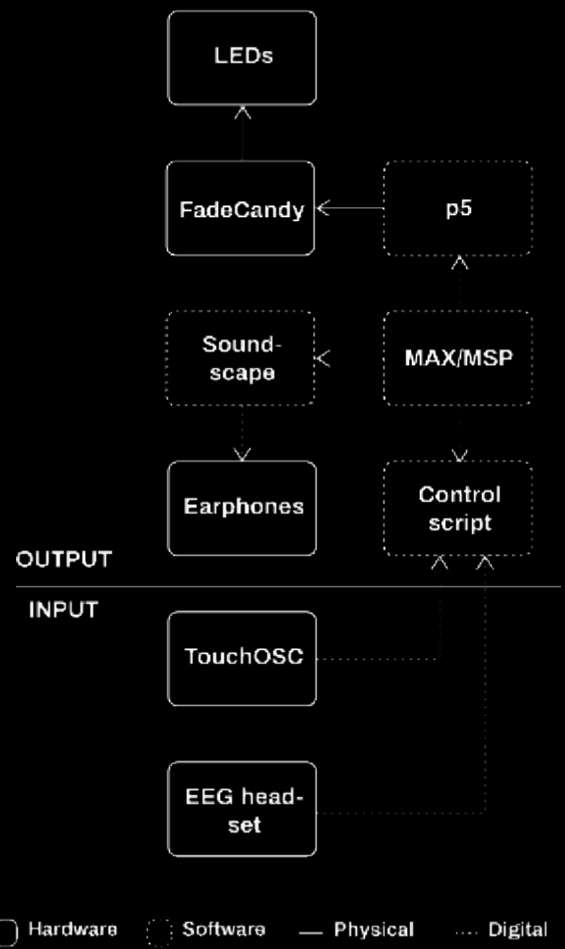 LEDs
FadeCandy
p5
Sound-
scape
MAX/MSP
Earphones
Control
script
OUTPUT
INPUT
TouchOSC
EEG head-
set
Hardware
Software
Physical
Digital